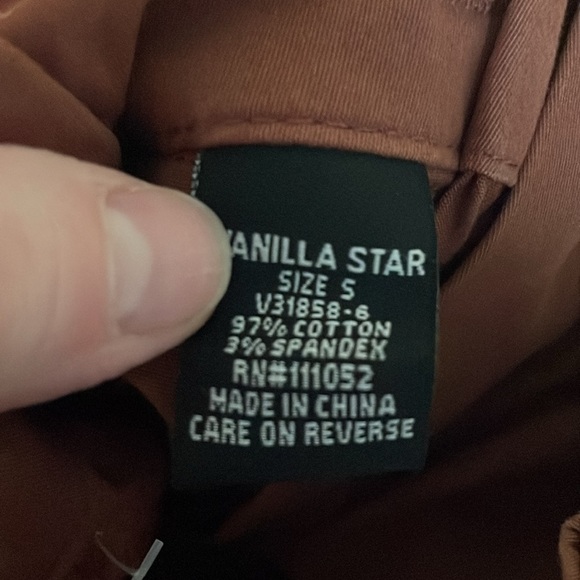 VANILLA STAR
SIZE S
V31858-6
97% COTTON
3% SPANDEX
RN#111052
MADE IN CHINA
CARE ON REVERSE